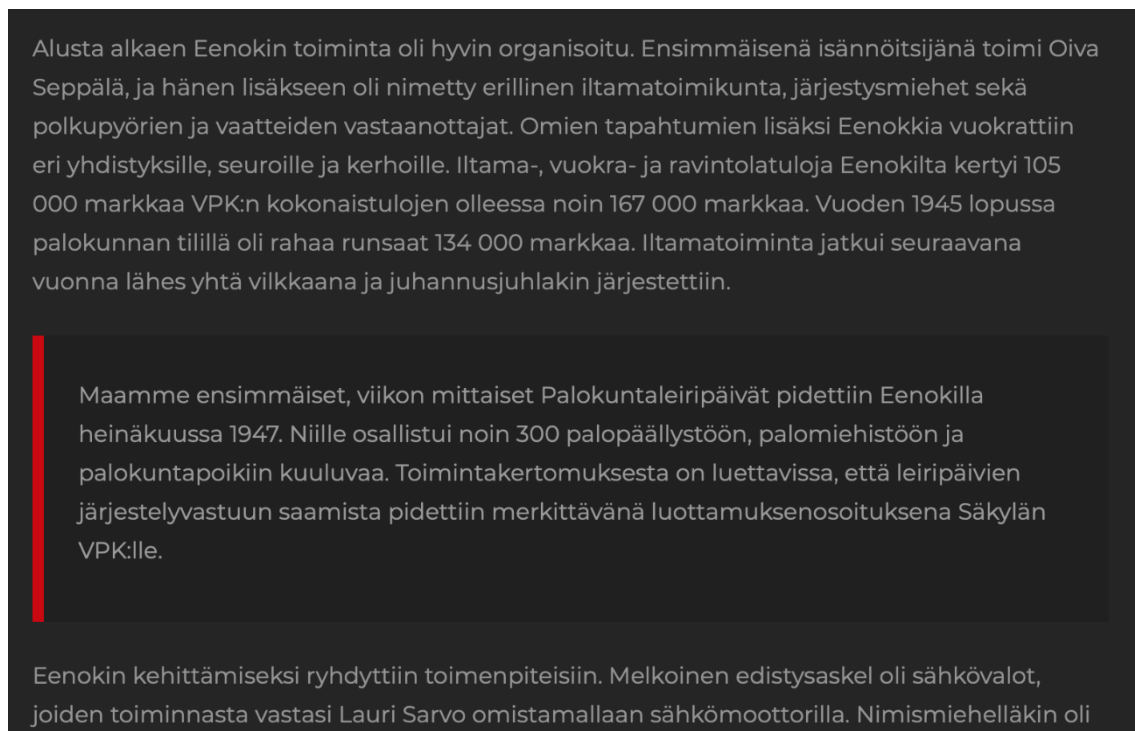 Alusta alkaen Eenokin toiminta oli hyvin organisoitu. Ensimmäisenä isännöitsijänä toimi Oiva
Seppälä, ja hänen lisäkseen oli nimetty erillinen iltamatoimikunta, järjestysmiehet sekä
polkupyörien ja vaatteiden vastaanottajat. Omien tapahtumien lisäksi Eenokkia vuokrattiin
eri yhdistyksille, seuroille ja kerhoille. Iltama-, vuokra- ja ravintolatuloja Eenokilta kertyi 105
000 markkaa VPK:n kokonaistulojen olleessa noin 167 000 markkaa. Vuoden 1945 lopussa
palokunnan tilillä oli rahaa runsaat 134 000 markkaa. Iltamatoiminta jatkui seuraavana
vuonna lähes yhtä vilkkaana ja juhannusjuhlakin järjestettiin.
Maamme ensimmäiset, viikon mittaiset Palokuntaleiripäivät pidettiin Eenokilla
heinäkuussa 1947. Niille osallistui noin 300 palopäällystöön, palomiehistöön ja
palokuntapoikiin kuuluvaa. Toimintakertomuksesta on luettavissa, että leiripäivien
järjestelyvastuun saamista pidettiin merkittävänä luottamuksenosoituksena Säkylän
VPK:lle.
Eenokin kehittämiseksi ryhdyttiin toimenpiteisiin. Melkoinen edistysaskel oli sähkövalot,
joiden toiminnasta vastasi Lauri Sarvo omistamallaan sähkömoottorilla. Nimismiehelläkin oli